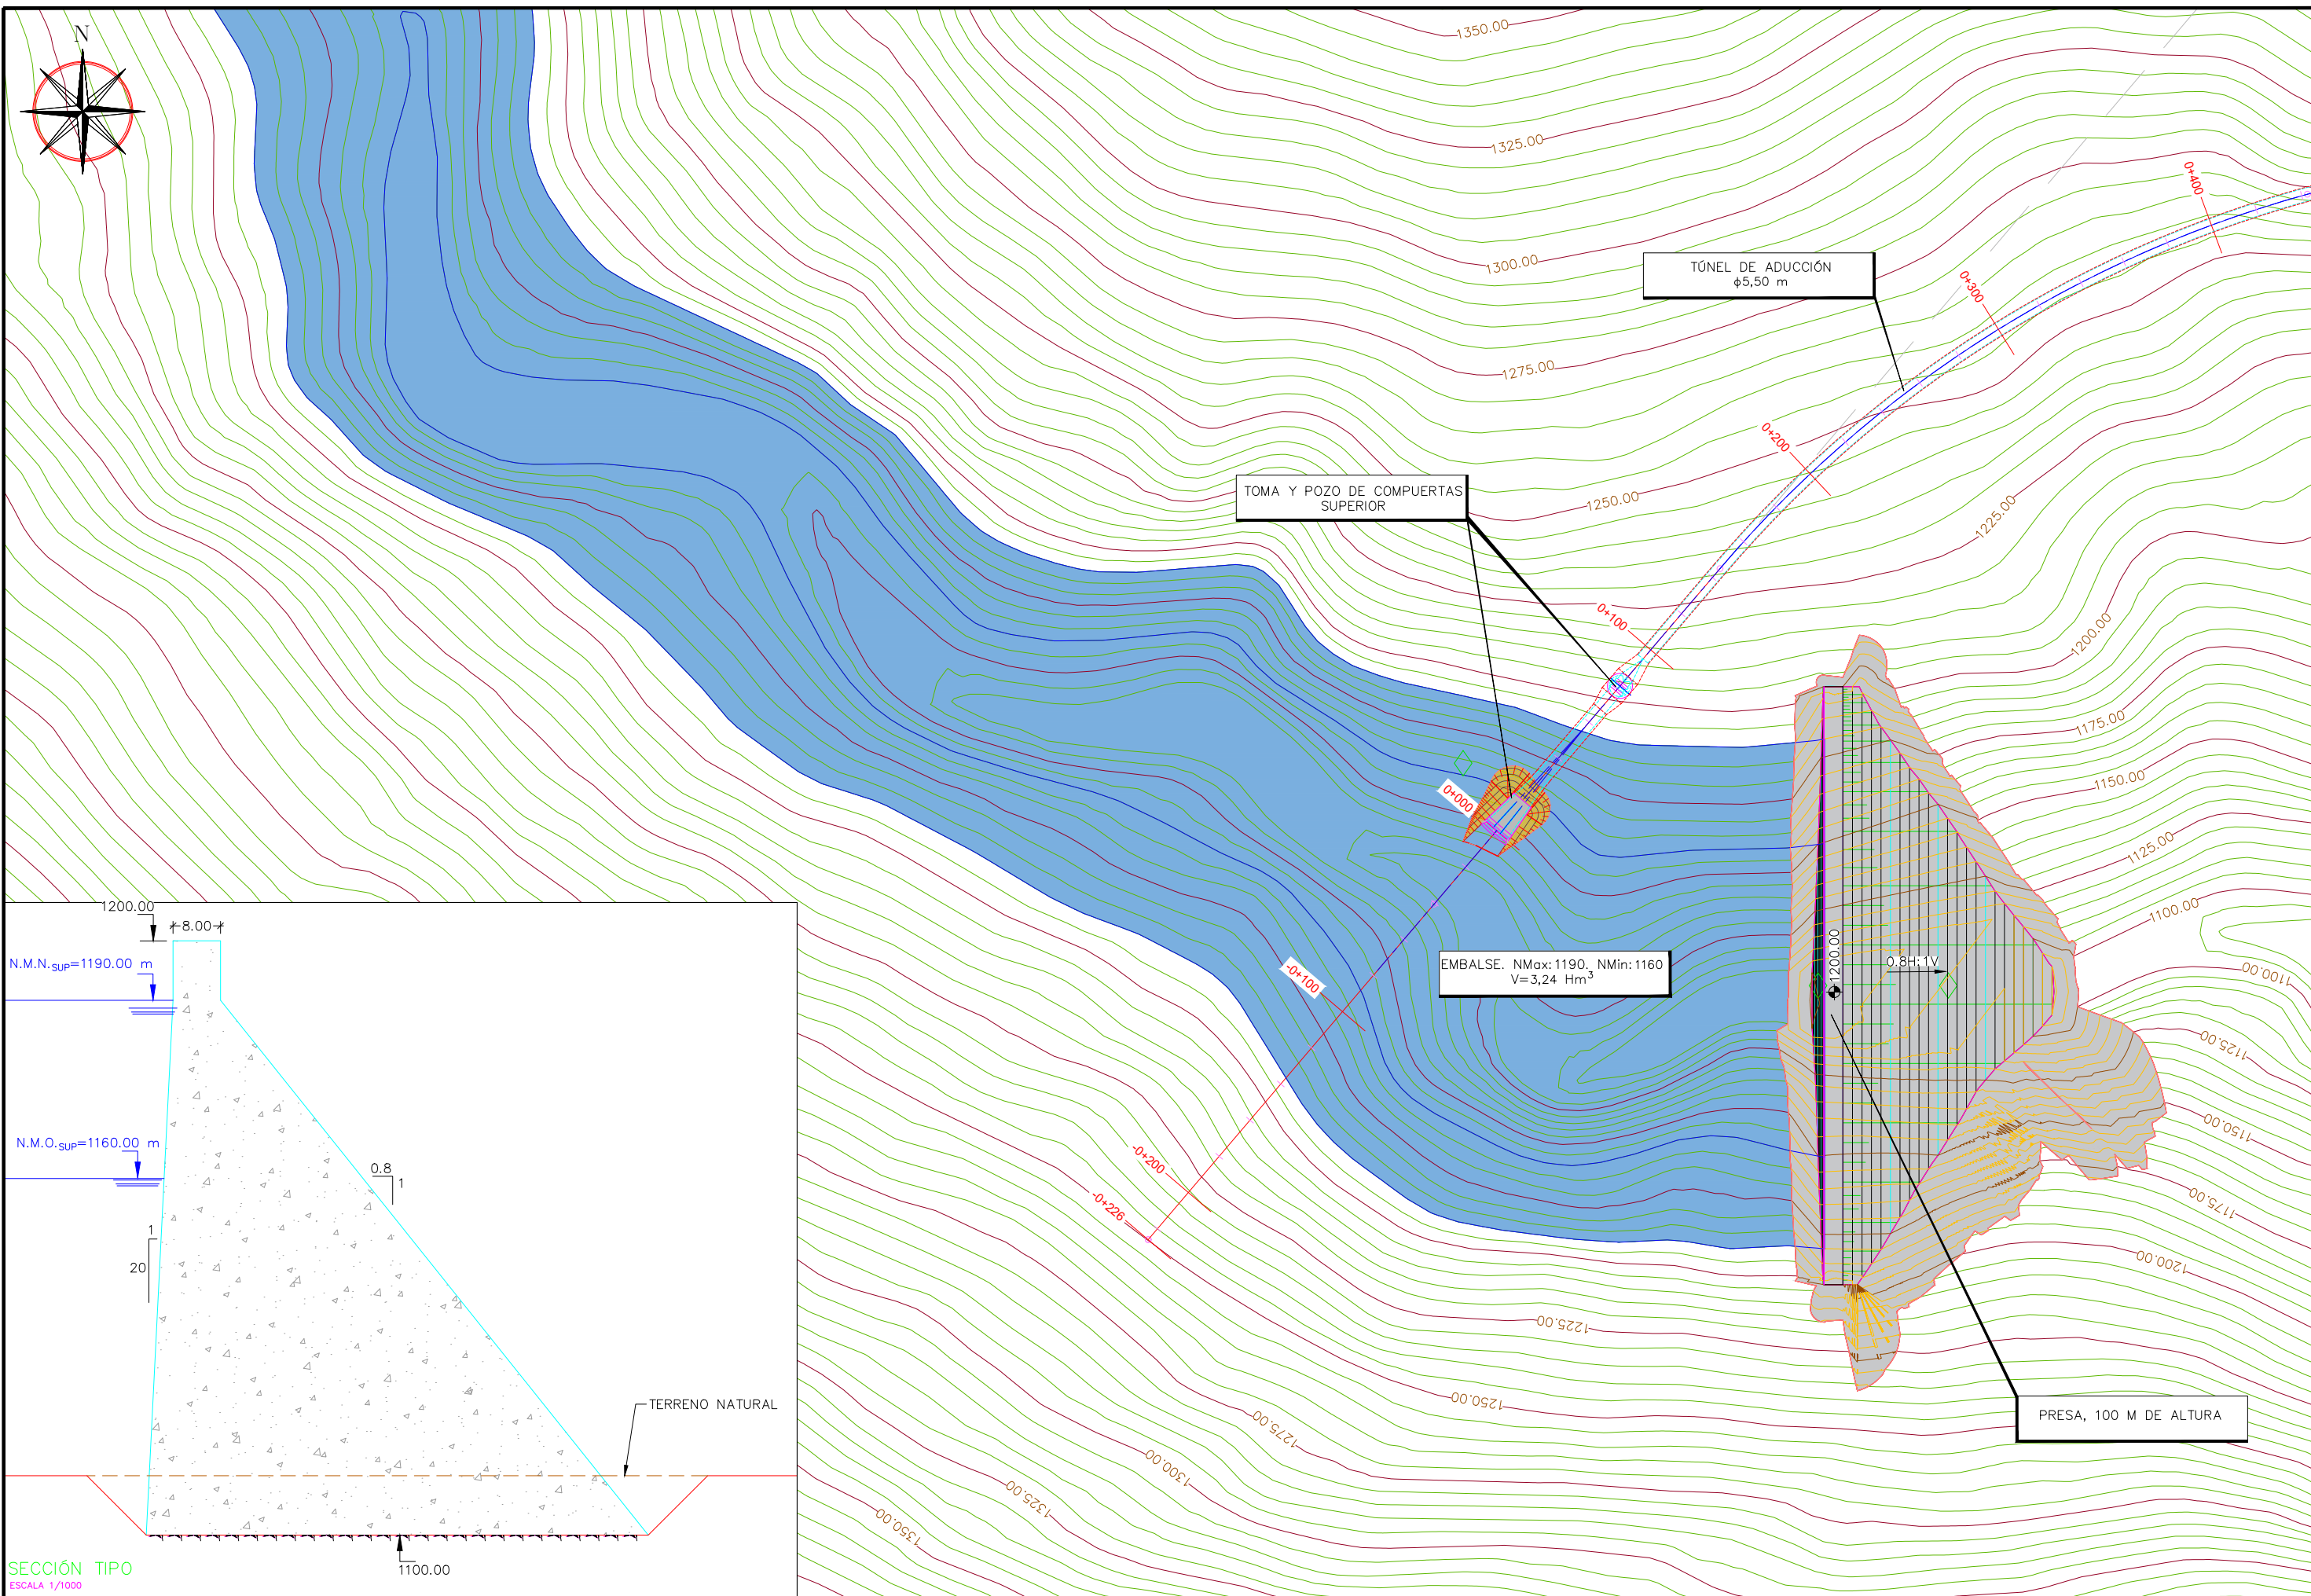 N
1350.00
1325.00
1300.00
1275.00
1250.00
1225.00
1200.00
1175.00
1150.00
1125.00
1100.00
1100.00
1125.00
1150.00
1175.00
1200.00
1225.00
1250.00
1275.00
1300.00
1325.00
1350.00
TÚNEL DE ADUCCIÓN
ϕ5,50 m
0+400
0+300
0+200
0+100
0+000
-0+100
-0+200
-0+226
TOMA Y POZO DE COMPUERTAS
SUPERIOR
EMBALSE. NMax:1190. NMin:1160
V=3,24 Hm³
1200.00
0.8H:1V
PRESA, 100 M DE ALTURA
1200.00
8.00
N.M.N.SUP=1190.00 m
N.M.O.SUP=1160.00 m
0.8
1
1
20
TERRENO NATURAL
1100.00
SECCIÓN TIPO
ESCALA 1/1000